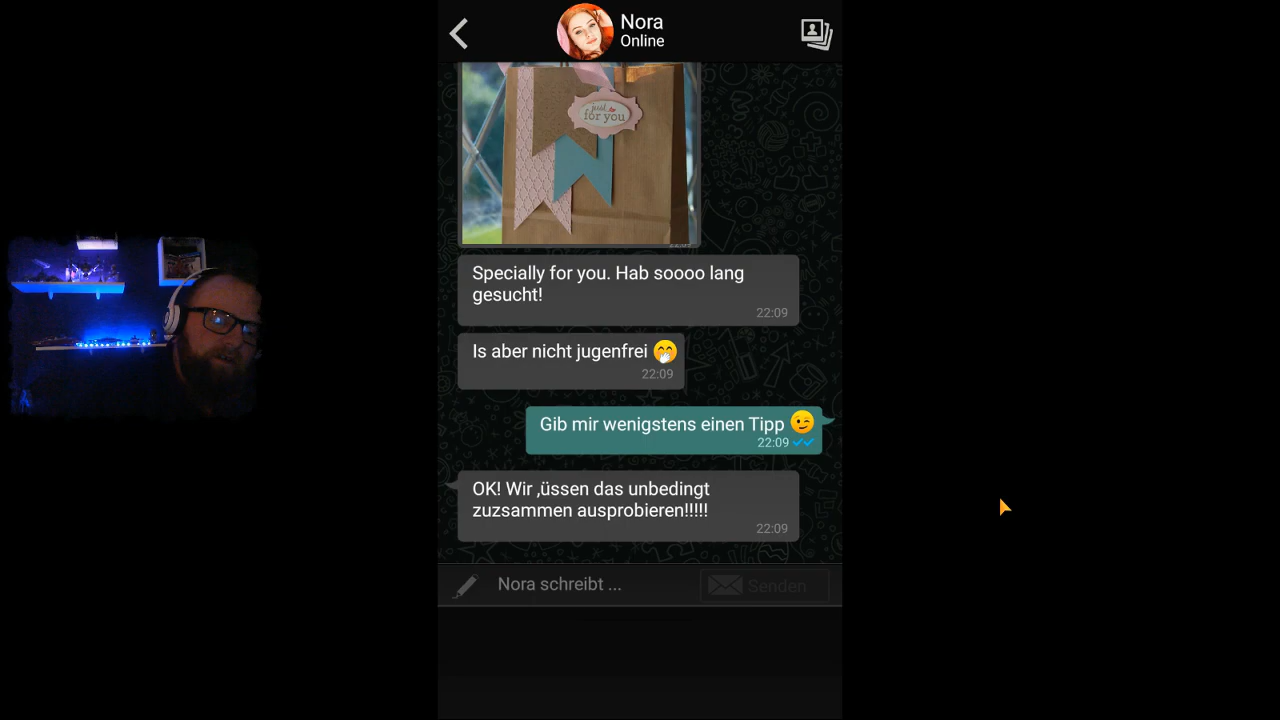 Nora
Online
just
for you
22:09
Specially for you. Hab soooo lang
gesucht!
22:09
Is aber nicht jugenfrei 🤭
22:09
Gib mir wenigstens einen Tipp 😉
22:09
OK! Wir ,üssen das unbedingt
zuzsammen ausprobieren!!!!!
22:09
Nora schreibt ...
Senden